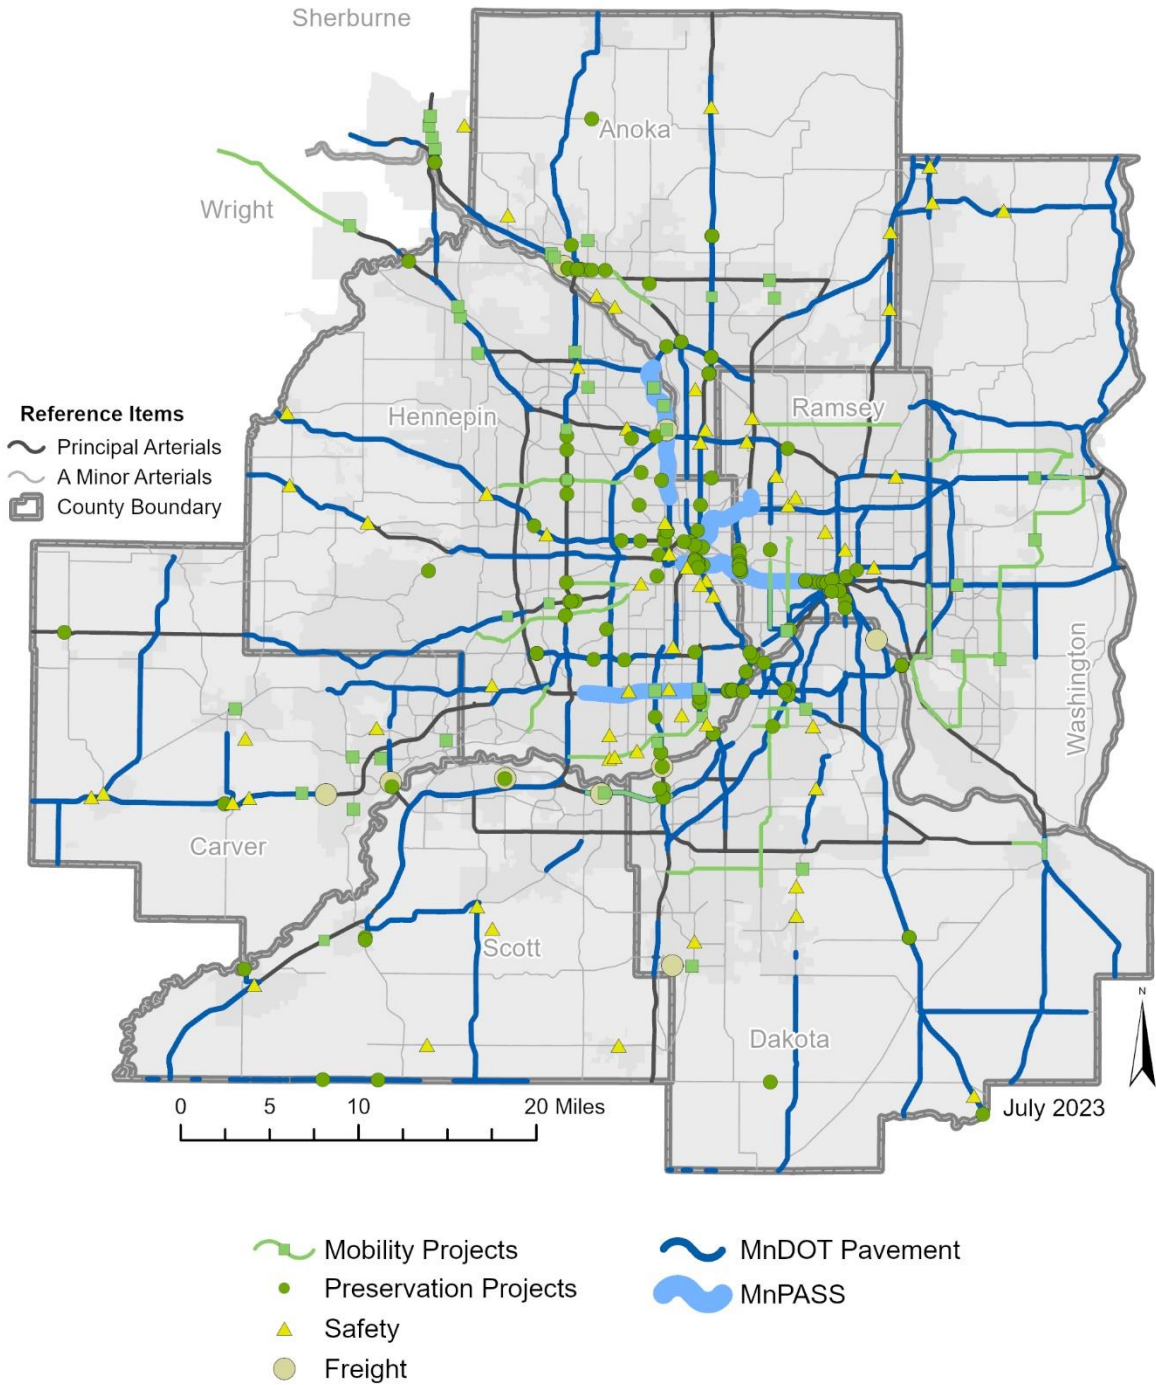 Sherburne
Anoka
Wright
Hennepin
Ramsey
Reference Items
Principal Arterials
A Minor Arterials
County Boundary
Washington
Carver
Scott
Dakota
N
July 2023
0 5 10 20 Miles
Mobility Projects
Preservation Projects
Safety
Freight
MnDOT Pavement
MnPASS